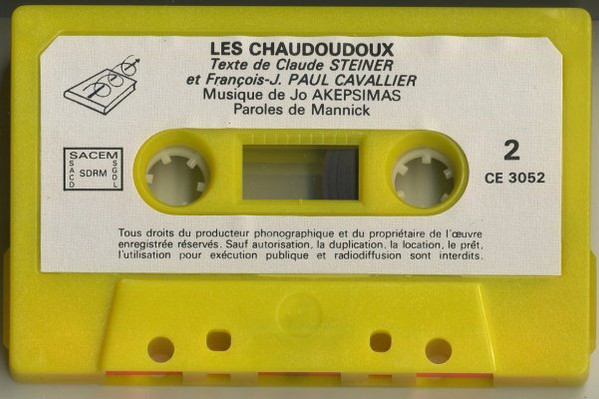 LES CHAUDOUDOUX
Texte de Claude STEINER
et François-J. PAUL CAVALLIER
Musique de Jo AKEPSIMAS
Paroles de Mannick
SACEM
SACD
SDRM
SGDL
2
CE 3052
Tous droits du producteur phonographique et du propriétaire de l'œuvre
enregistrée réservés. Sauf autorisation, la duplication, la location, le prêt,
l'utilisation pour exécution publique et radiodiffusion sont interdits.